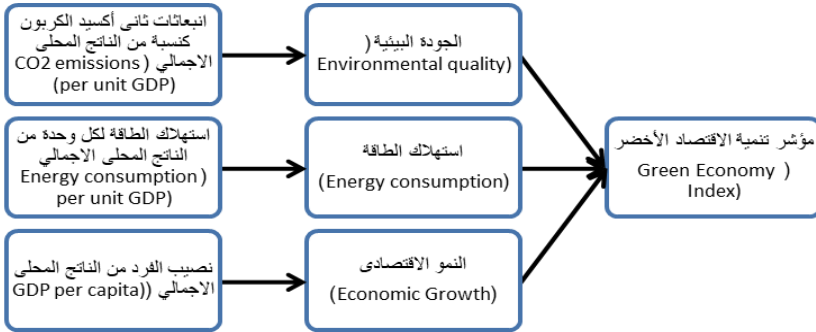 انبعاثات ثانى أكسيد الكربون
كنسبة من الناتج المحلى
الاجمالي ( CO2 emissions
(per unit GDP)
الجودة البيئية (
Environmental quality)
استهلاك الطاقة لكل وحدة من
الناتج المحلى الاجمالي
Energy consumption )
per unit GDP)
استهلاك الطاقة
(Energy consumption)
مؤشر تنمية الاقتصاد الأخضر
Green Economy )
Index)
نصيب الفرد من الناتج المحلى
الاجمالي ((GDP per capita
النمو الاقتصادى
(Economic Growth)